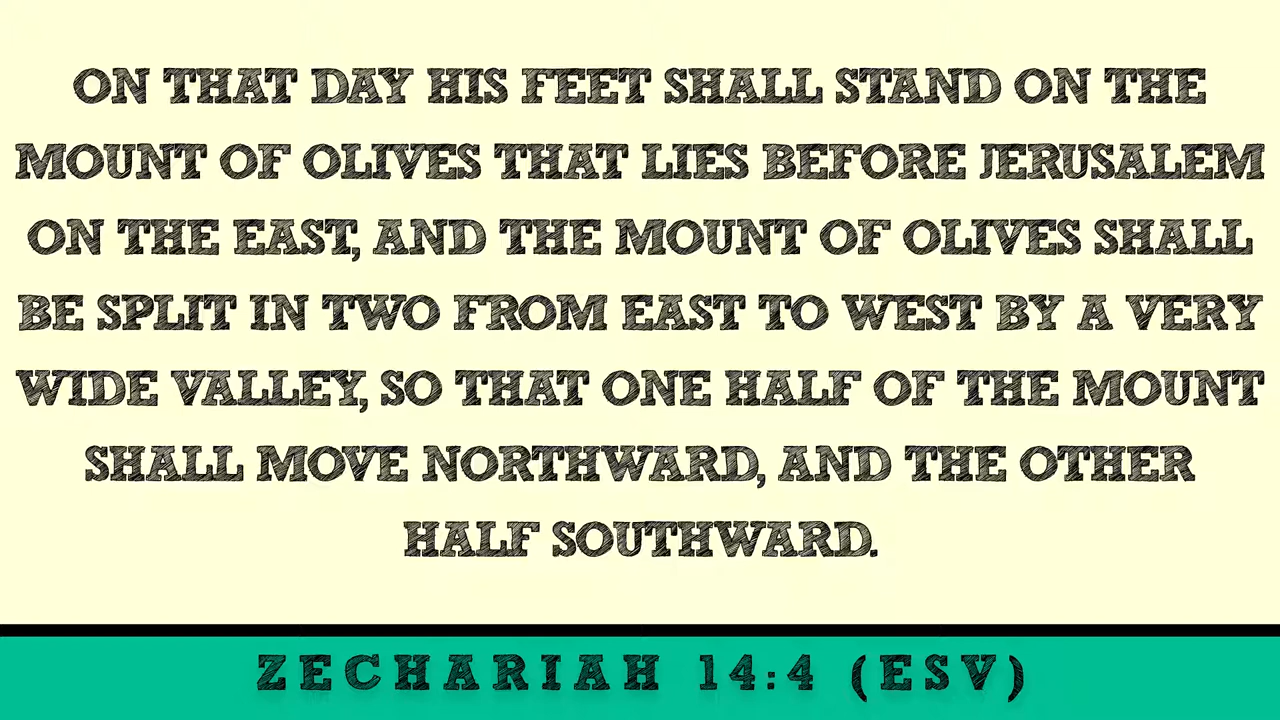 ON THAT DAY HIS FEET SHALL STAND ON THE
MOUNT OF OLIVES THAT LIES BEFORE JERUSALEM
ON THE EAST, AND THE MOUNT OF OLIVES SHALL
BE SPLIT IN TWO FROM EAST TO WEST BY A VERY
WIDE VALLEY, SO THAT ONE HALF OF THE MOUNT
SHALL MOVE NORTHWARD, AND THE OTHER
HALF SOUTHWARD.
ZECHARIAH 14:4 (ESV)